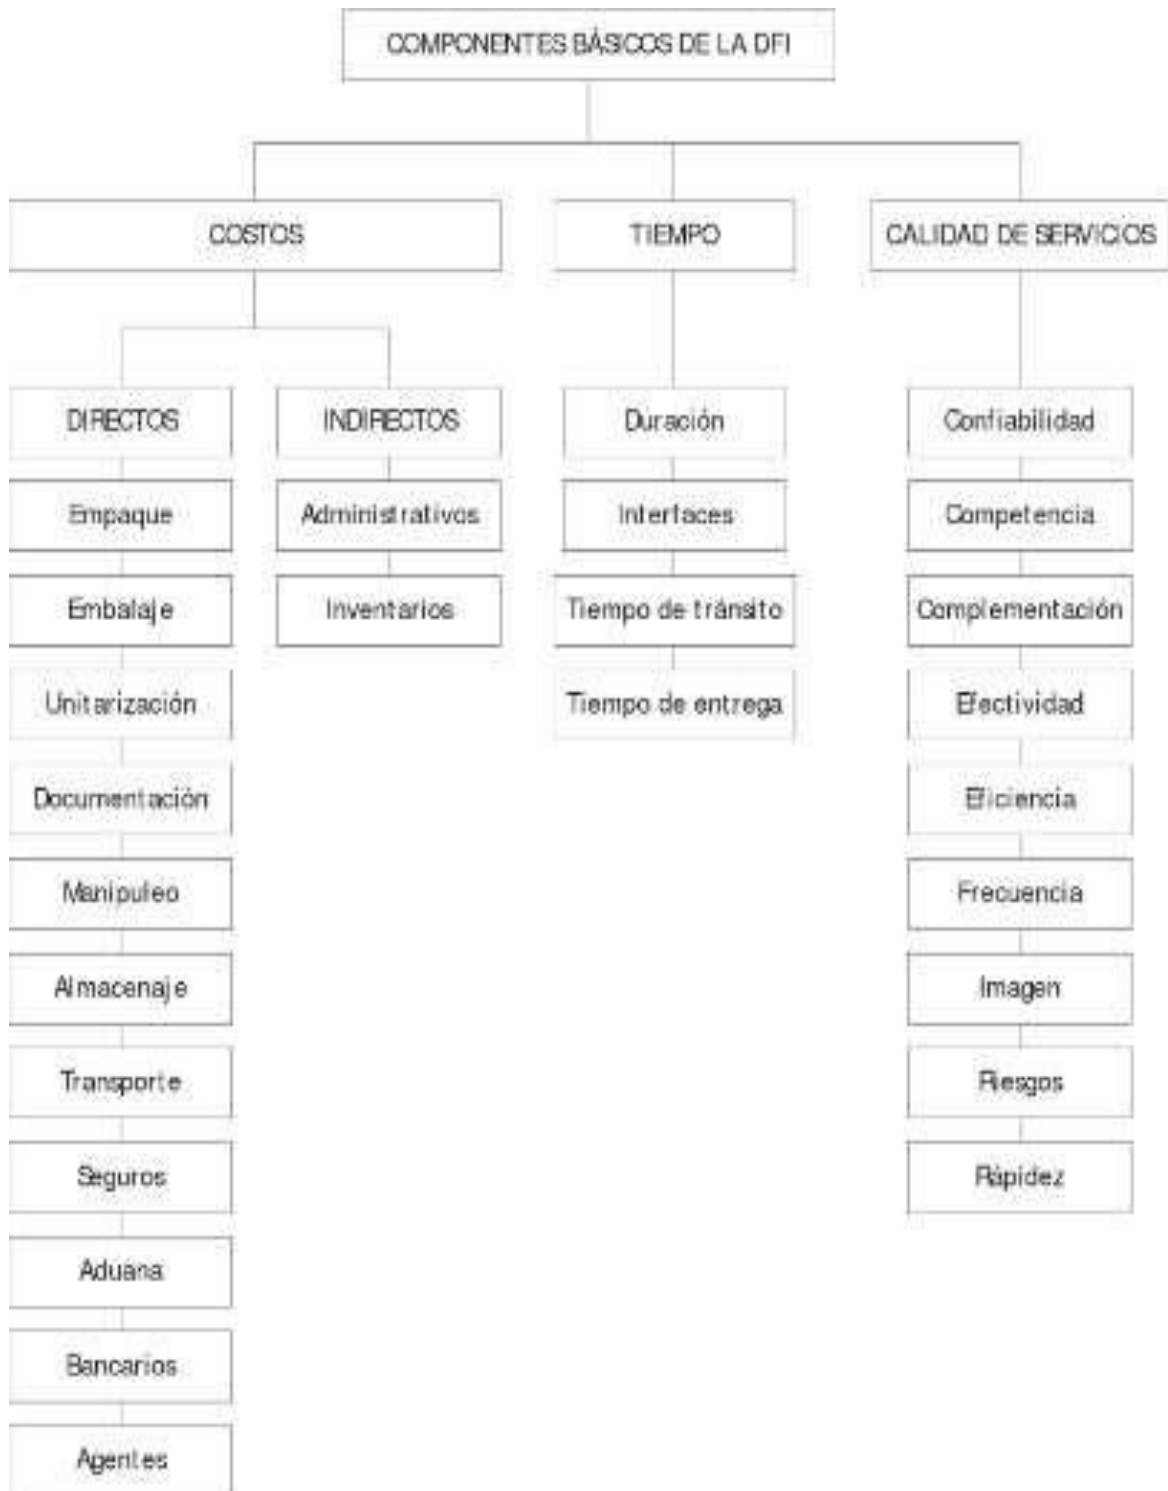 COMPONENTES BÁSICOS DE LA DFI
COSTOS
TIEMPO
CALIDAD DE SERVICIOS
DIRECTOS
INDIRECTOS
Duración
Confiabilidad
Empaque
Administrativos
Interfaces
Competencia
Embalaje
Inventarios
Tiempo de tránsito
Complementación
Unitarización
Tiempo de entrega
Efectividad
Documentación
Eficiencia
Manipuleo
Frecuencia
Almacenaje
Imagen
Transporte
Riesgos
Seguros
Rápidez
Aduana
Bancarios
Agentes